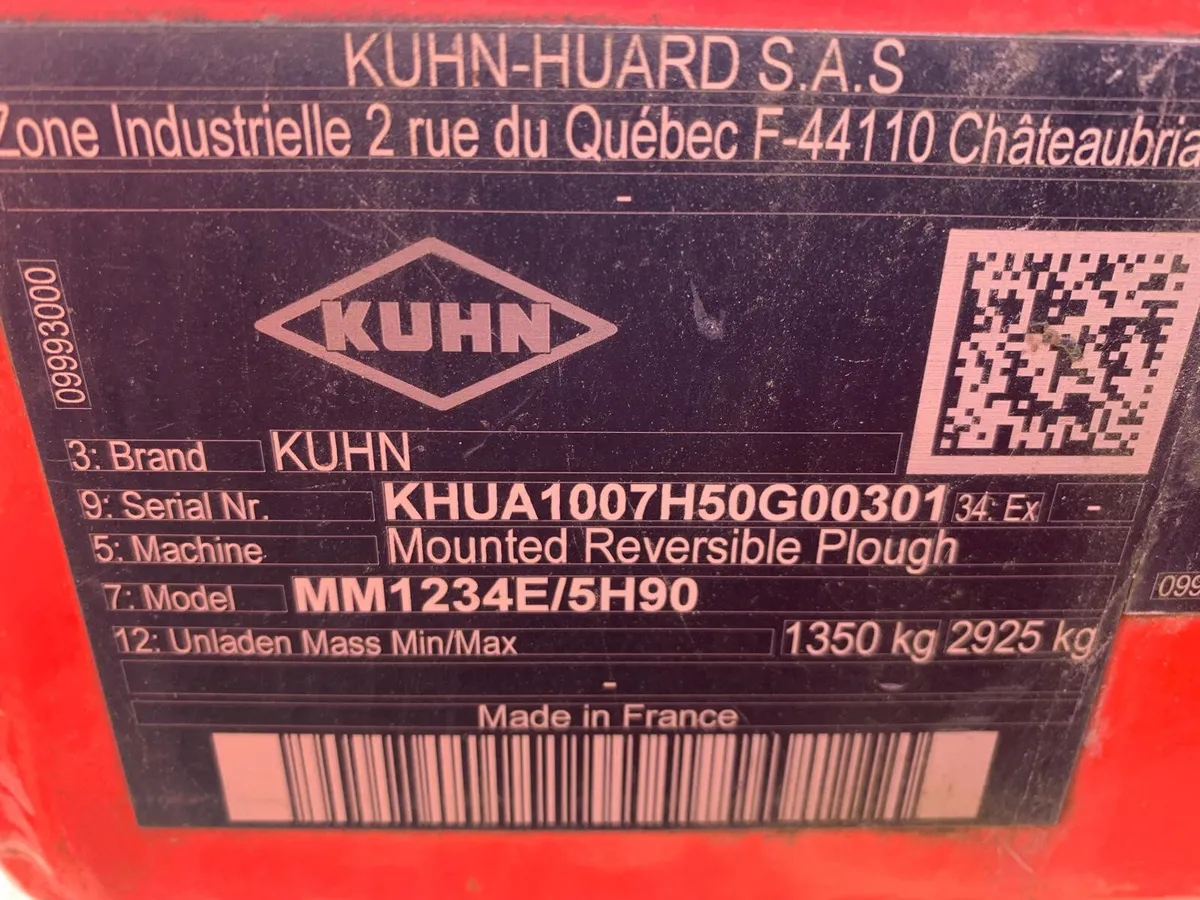 KUHN-HUARD S.A.S
Zone Industrielle 2 rue du Québec F-44110 Châteaubria
-
09993000
KUHN
3: Brand KUHN
9: Serial Nr. KHUA1007H50G00301 34: Ex -
5: Machine Mounted Reversible Plough
7: Model MM1234E/5H90
099
12: Unladen Mass Min/Max 1350 kg 2925 kg
-
Made in France